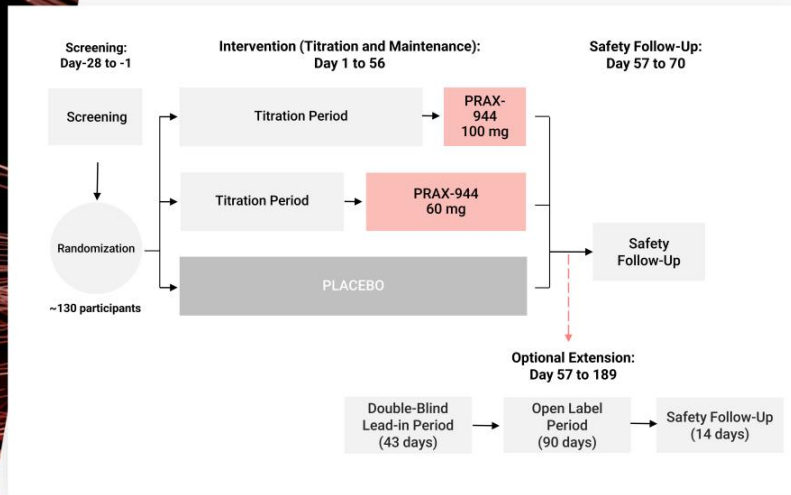 Screening:
Day-28 to -1
Intervention (Titration and Maintenance):
Day 1 to 56
Safety Follow-Up:
Day 57 to 70
Screening
Titration Period
PRAX-
944
100 mg
Titration Period
PRAX-944
60 mg
Randomization
Safety
Follow-Up
PLACEBO
~130 participants
Optional Extension:
Day 57 to 189
Double-Blind
Lead-in Period
(43 days)
Open Label
Period
(90 days)
Safety Follow-Up
(14 days)